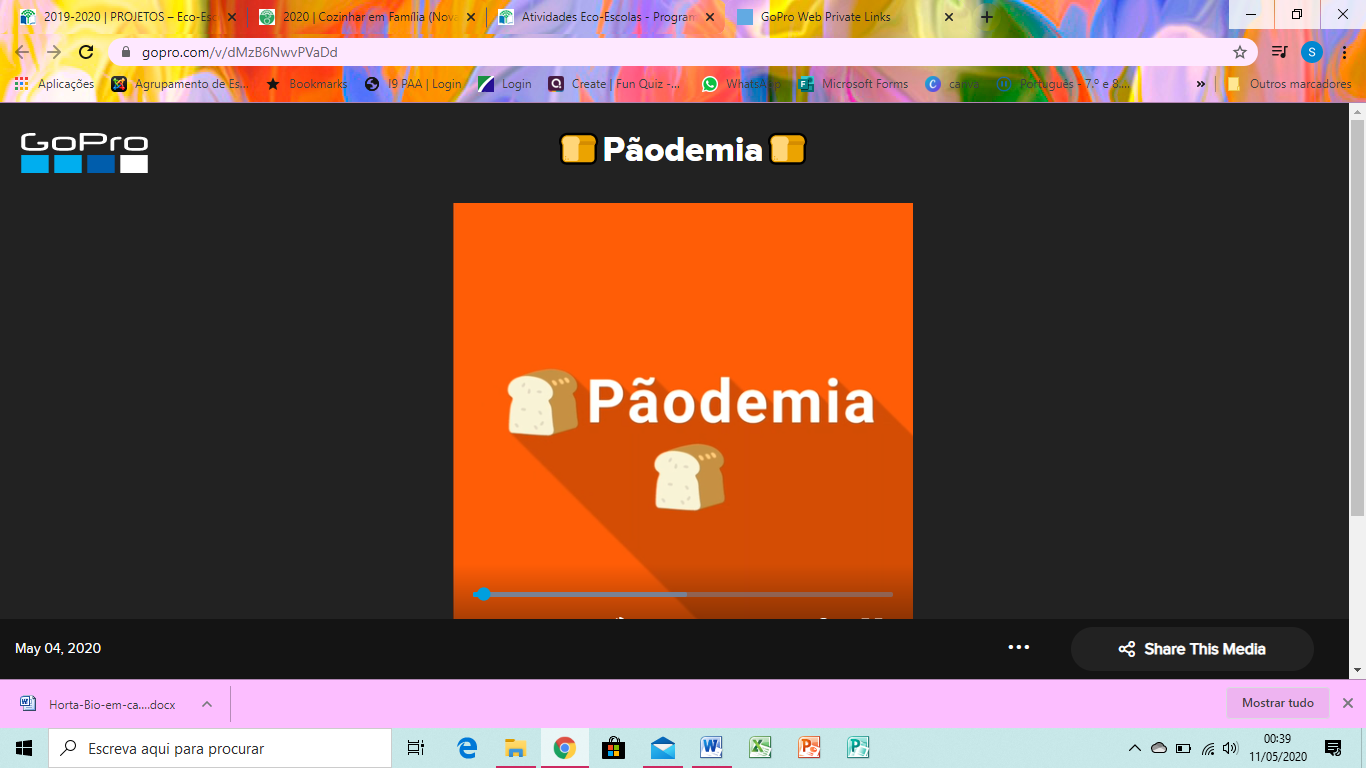 2019-2020 | PROJETOS – Eco-Esc
2020 | Cozinhar em Família (Nova
Atividades Eco-Escolas - Program
GoPro Web Private Links
gopro.com/v/dMzB6NwvPVaDd
S
Aplicações
Agrupamento de Es...
Bookmarks
I9 PAA | Login
Login
Create | Fun Quiz -...
WhatsApp
Microsoft Forms
canva
Português - 7.º e 8....
»
Outros marcadores
GoPro
Pãodemia
Pãodemia
May 04, 2020
Share This Media
Horta-Bio-em-ca....docx
Mostrar tudo
Escreva aqui para procurar
00:39
11/05/2020